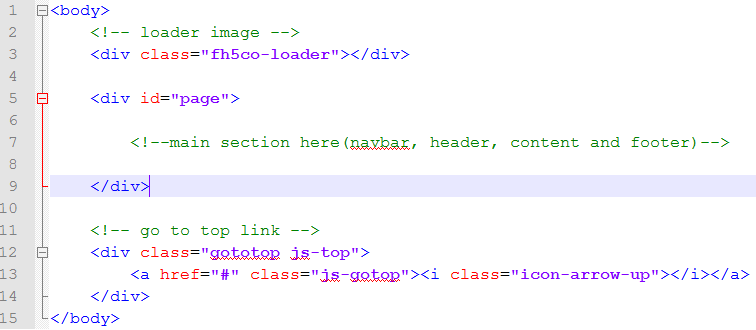 1 <body>
2 <!-- loader image -->
3 <div class="fh5co-loader"></div>
4
5 <div id="page">
6
7 <!--main section here(navbar, header, content and footer)-->
8
9 </div>
10
11 <!-- go to top link -->
12 <div class="gototop js-top">
13 <a href="#" class="js-gotop"><i class="icon-arrow-up"></i></a>
14 </div>
15 </body>